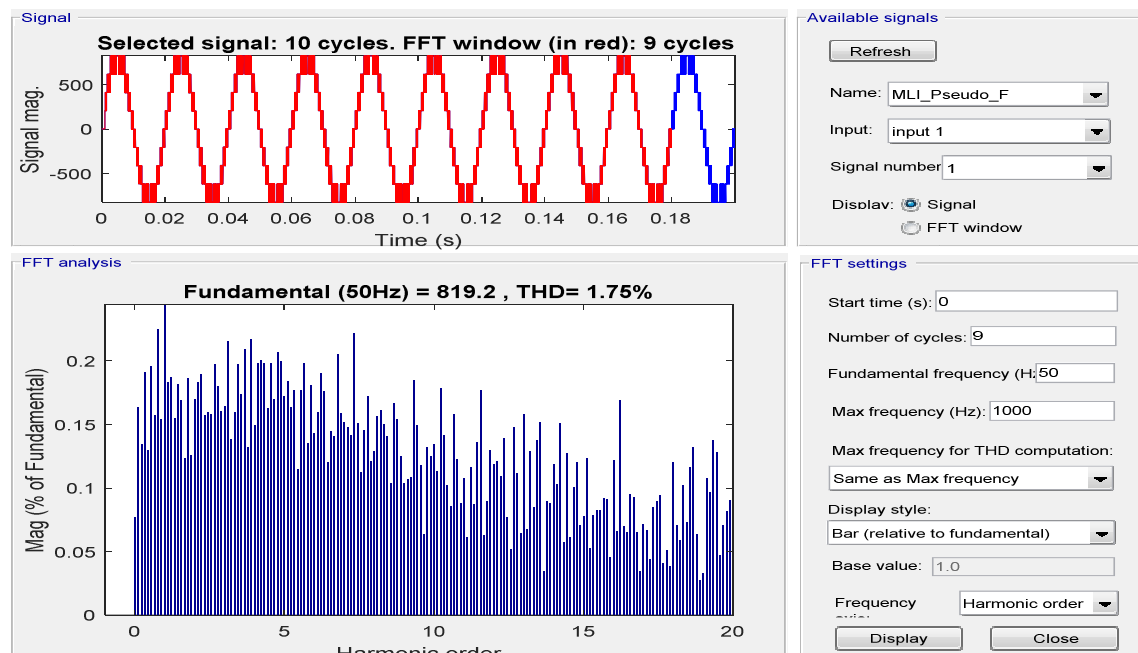 Signal
Selected signal: 10 cycles. FFT window (in red): 9 cycles
Signal mag.
500
0
-500
0 0.02 0.04 0.06 0.08 0.1 0.12 0.14 0.16 0.18
Time (s)
Available signals
Refresh
Name: MLI_Pseudo_F
Input: input 1
Signal number 1
Display: Signal
FFT window
FFT analysis
Fundamental (50Hz) = 819.2 , THD= 1.75%
Mag (% of Fundamental)
0.2
0.15
0.1
0.05
0
0 5 10 15 20
Harmonic order
FFT settings
Start time (s): 0
Number of cycles: 9
Fundamental frequency (Hz 50
Max frequency (Hz): 1000
Max frequency for THD computation:
Same as Max frequency
Display style:
Bar (relative to fundamental)
Base value: 1.0
Frequency Harmonic order
Display Close